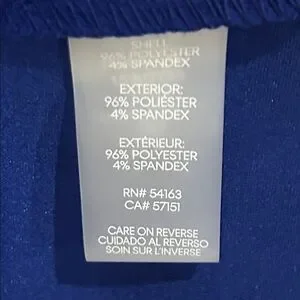 SHELL
96% POLYESTER
4% SPANDEX
EXTERIOR:
96% POLIÉSTER
4% SPANDEX
EXTÉRIEUR:
96% POLYESTER
4% SPANDEX
RN# 54163
CA# 57151
CARE ON REVERSE
CUIDADO AL REVERSO
SOIN SUR L'INVERSE